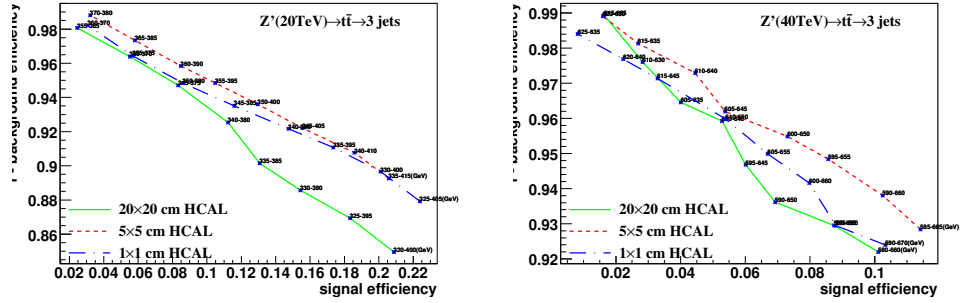 Z'(20TeV)→tt̄→3 jets
1 - background efficiency
0.98
0.96
0.94
0.92
0.9
0.88
0.86
370-380
365-385
360-390
355-395
350-400
345-405
340-410
335-415(GeV)
340-380
335-385
330-390
325-395
320-400(GeV)
335-395
330-400
325-405(GeV)
20×20 cm HCAL
5×5 cm HCAL
1×1 cm HCAL
0.02 0.04 0.06 0.08 0.1 0.12 0.14 0.16 0.18 0.2 0.22
signal efficiency
Z'(40TeV)→tt̄→3 jets
1 - background efficiency
0.99
0.98
0.97
0.96
0.95
0.94
0.93
0.92
625-635
615-635
620-640
610-630
610-640
615-645
605-635
605-645
600-650
605-655
595-645
595-655
600-660
590-650
590-660
585-665(GeV)
590-670(GeV)
580-660(GeV)
20×20 cm HCAL
5×5 cm HCAL
1×1 cm HCAL
0.02 0.04 0.06 0.08 0.1
signal efficiency